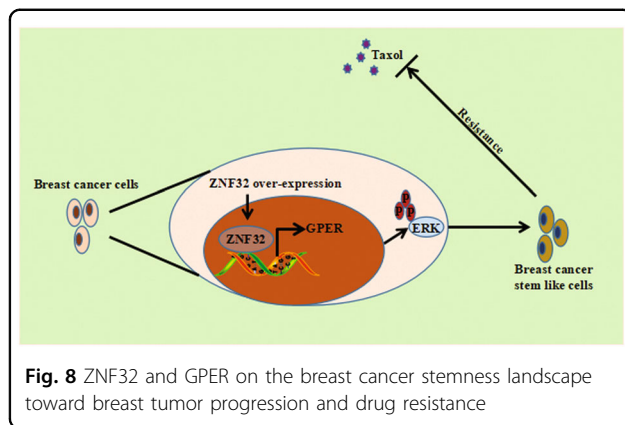 Taxol
Resistance
Breast cancer cells
ZNF32 over-expression
ZNF32
GPER
P
P
P
ERK
Breast cancer
stem like cells
Fig. 8 ZNF32 and GPER on the breast cancer stemness landscape
toward breast tumor progression and drug resistance